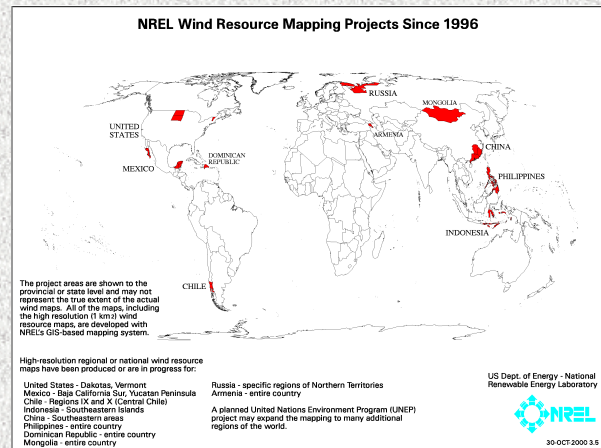 NREL Wind Resource Mapping Projects Since 1996
RUSSIA
MONGOLIA
UNITED
STATES
ARMENIA
CHINA
DOMINICAN
REPUBLIC
MEXICO
PHILIPPINES
INDONESIA
CHILE
The project areas are shown to the
provincial or state level and may not
represent the true extent of the actual
wind maps. All of the maps, including
the high resolution (1 km2) wind
resource maps, are developed with
NREL's GIS-based mapping system.
High-resolution regional or national wind resource
maps have been produced or are in progress for:
United States - Dakotas, Vermont
Mexico - Baja California Sur, Yucatan Peninsula
Chile - Regions IX and X (Central Chile)
Indonesia - Southeastern Islands
China - Southeastern areas
Philippines - entire country
Dominican Republic - entire country
Mongolia - entire country
Russia - specific regions of Northern Territories
Armenia - entire country
A planned United Nations Environment Program (UNEP)
project may expand the mapping to many additional
regions of the world.
US Dept. of Energy - National
Renewable Energy Laboratory
NREL
30-OCT-2000 3.5